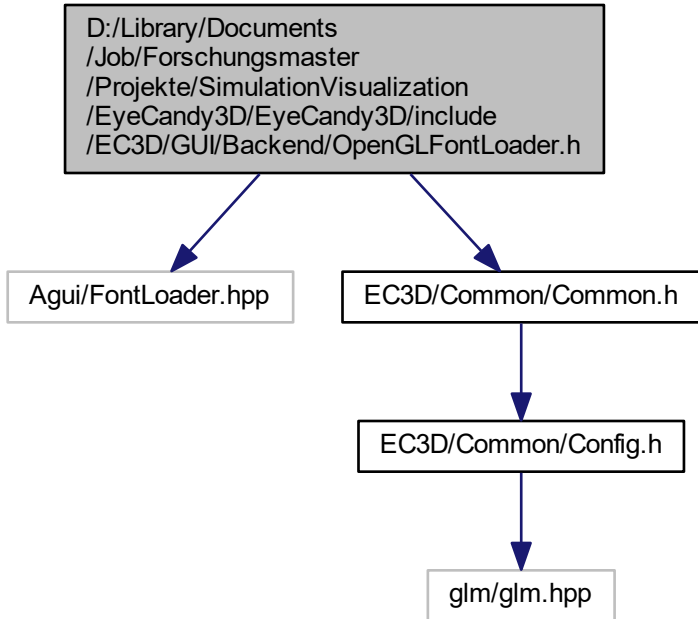 D:/Library/Documents
/Job/Forschungsmaster
/Projekte/SimulationVisualization
/EyeCandy3D/EyeCandy3D/include
/EC3D/GUI/Backend/OpenGLFontLoader.h
Agui/FontLoader.hpp
EC3D/Common/Common.h
EC3D/Common/Config.h
glm/glm.hpp